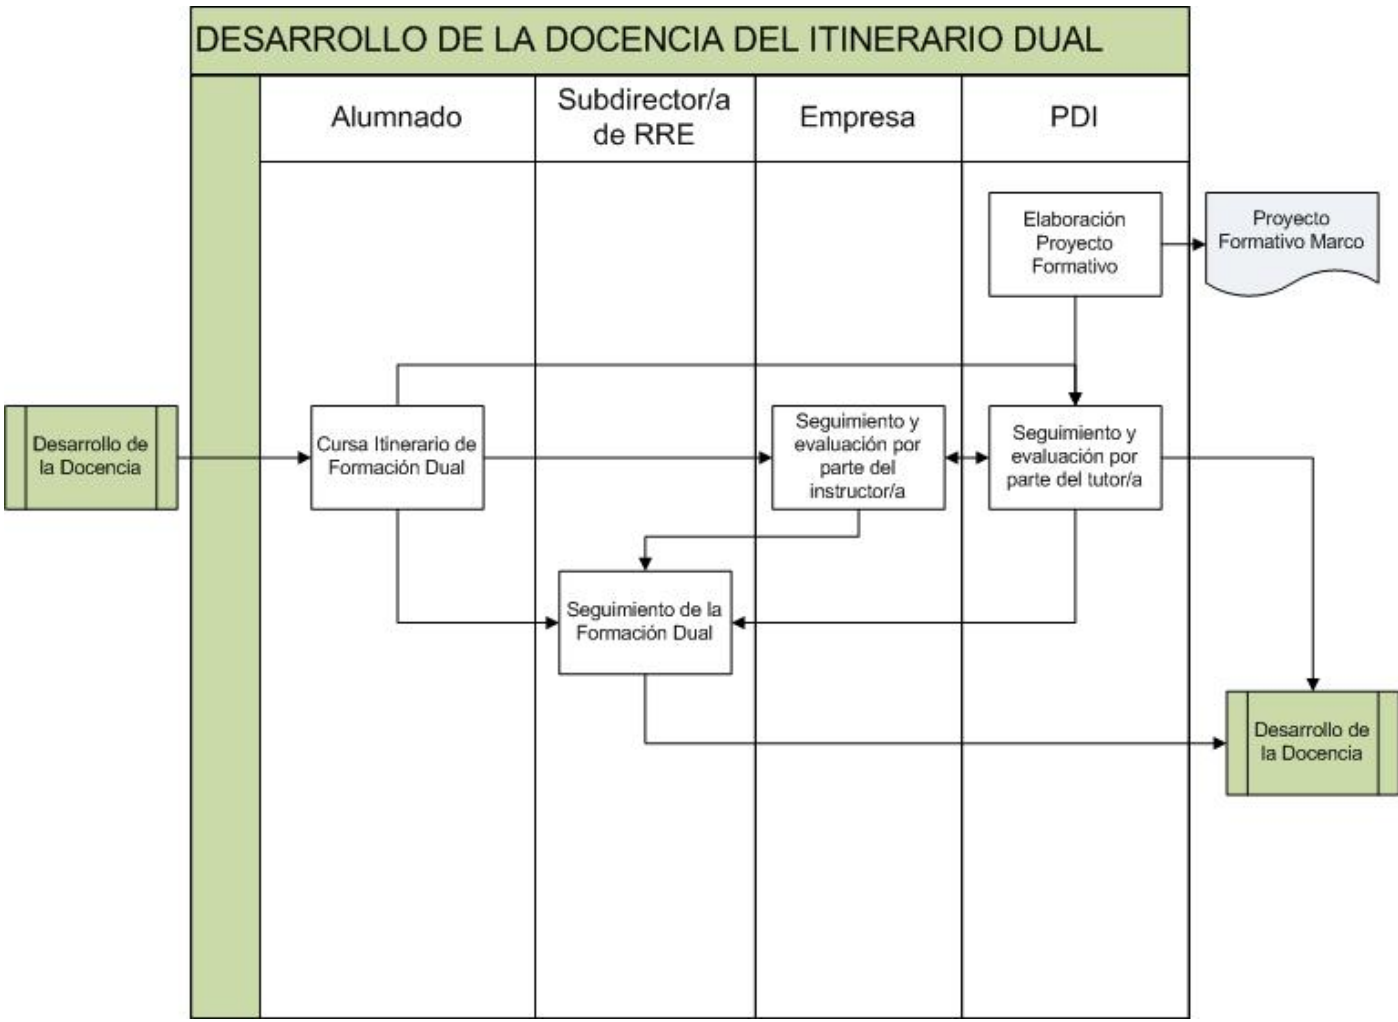 DESARROLLO DE LA DOCENCIA DEL ITINERARIO DUAL
Alumnado
Subdirector/a
de RRE
Empresa
PDI
Elaboración
Proyecto
Formativo
Proyecto
Formativo Marco
Desarrollo de
la Docencia
Cursa Itinerario de
Formación Dual
Seguimiento y
evaluación por
parte del
instructor/a
Seguimiento y
evaluación por
parte del tutor/a
Seguimiento de la
Formación Dual
Desarrollo de
la Docencia